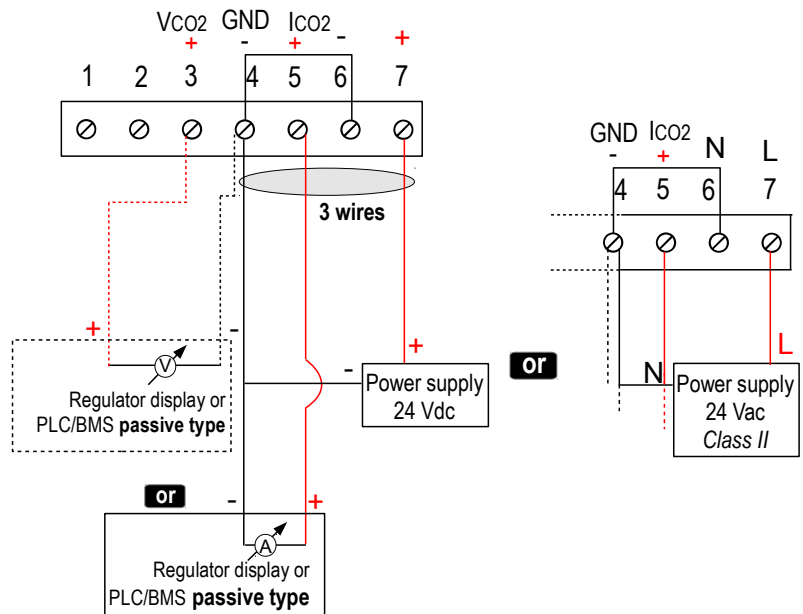 VCO2 GND ICO2
+ - + - +
1 2 3 4 5 6 7
3 wires
+ -
V
Regulator display or
PLC/BMS passive type
- +
Power supply
24 Vdc
or
- +
A
Regulator display or
PLC/BMS passive type
or
GND ICO2 N L
- +
4 5 6 7
N L
Power supply
24 Vac
Class II